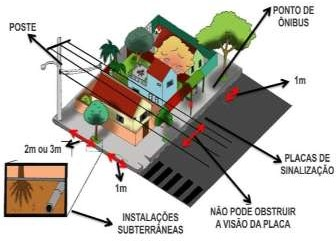 POSTE
PONTO DE
ÔNIBUS
1m
2m ou 3m
1m
PLACAS DE
SINALIZAÇÃO
NÃO PODE OBSTRUIR
A VISÃO DA PLACA
INSTALAÇÕES
SUBTERRÂNEAS